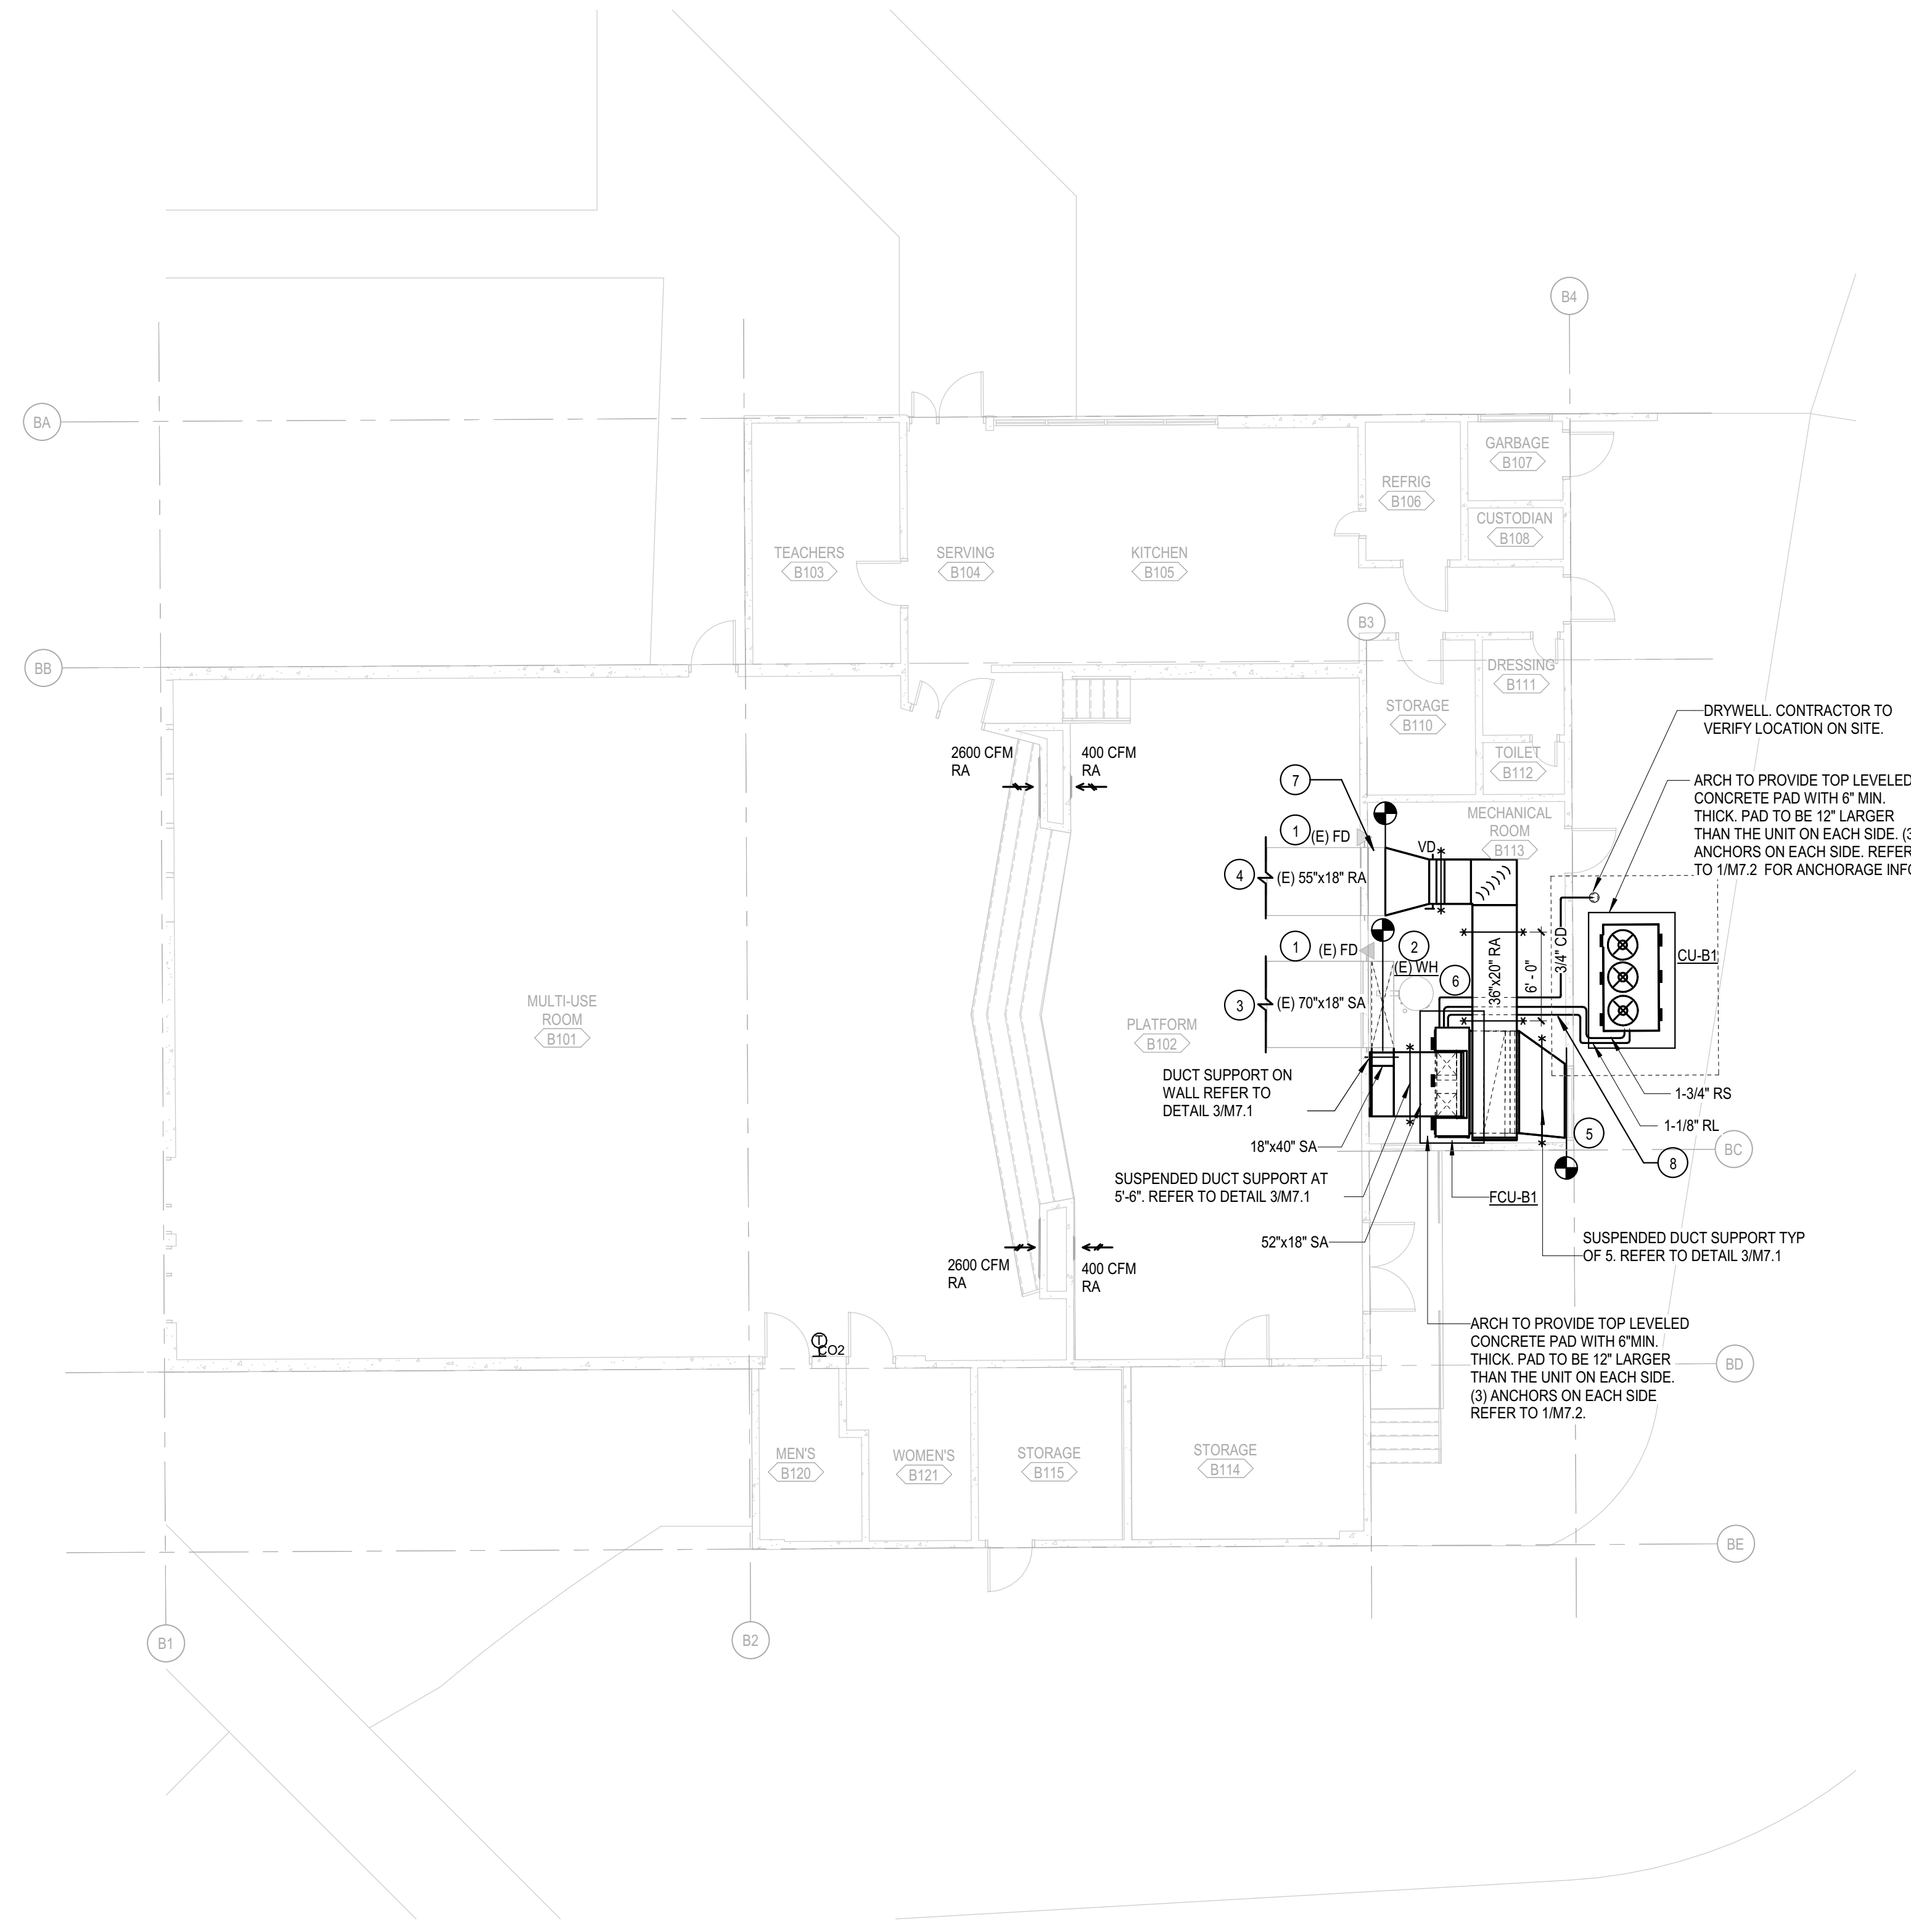 B4
BA
GARBAGE
B107
REFRIG
B106
CUSTODIAN
B108
TEACHERS
B103
SERVING
B104
KITCHEN
B105
B3
BB
DRESSING
B111
STORAGE
B110
TOILET
B112
DRYWELL. CONTRACTOR TO
VERIFY LOCATION ON SITE.
2600 CFM
RA
400 CFM
RA
7
ARCH TO PROVIDE TOP LEVELED
CONCRETE PAD WITH 6" MIN.
THICK. PAD TO BE 12" LARGER
THAN THE UNIT ON EACH SIDE. (3
ANCHORS ON EACH SIDE. REFER
TO 1/M7.2 FOR ANCHORAGE INFO
MECHANICAL
ROOM
B113
1
(E) FD
VD
4
(E) 55"x18" RA
1
(E) FD
2
(E) WH
6
36"x20" RA
6' - 0"
3/4" CD
CU-B1
3
(E) 70"x18" SA
MULTI-USE
ROOM
B101
PLATFORM
B102
DUCT SUPPORT ON
WALL REFER TO
DETAIL 3/M7.1
1-3/4" RS
1-1/8" RL
5
8
BC
18"x40" SA
SUSPENDED DUCT SUPPORT AT
5'-6". REFER TO DETAIL 3/M7.1
FCU-B1
52"x18" SA
SUSPENDED DUCT SUPPORT TYP
OF 5. REFER TO DETAIL 3/M7.1
2600 CFM
RA
400 CFM
RA
ARCH TO PROVIDE TOP LEVELED
CONCRETE PAD WITH 6"MIN.
THICK. PAD TO BE 12" LARGER
THAN THE UNIT ON EACH SIDE.
(3) ANCHORS ON EACH SIDE
REFER TO 1/M7.2.
T
CO2
BD
MEN'S
B120
WOMEN'S
B121
STORAGE
B115
STORAGE
B114
BE
B1
B2